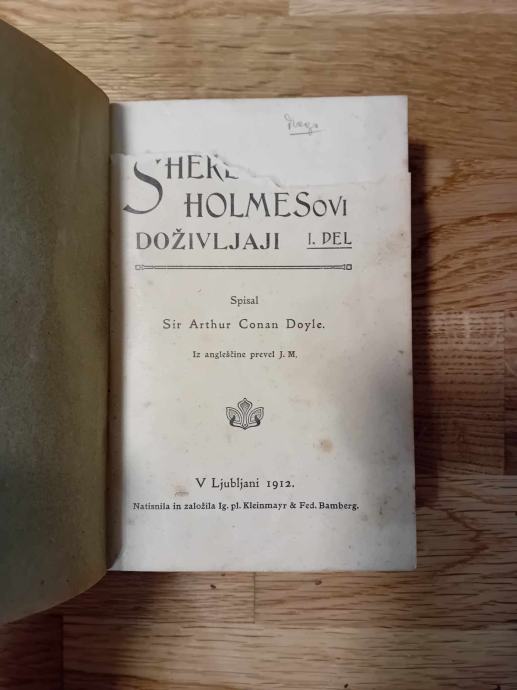 SHERL
HOLMESOVI
DOŽIVLJAJI I. DEL
Spisal
Sir Arthur Conan Doyle.
Iz angleščine prevel J. M.
V Ljubljani 1912.
Natisnila in založila Ig. pl. Kleinmayr & Fed. Bamberg.